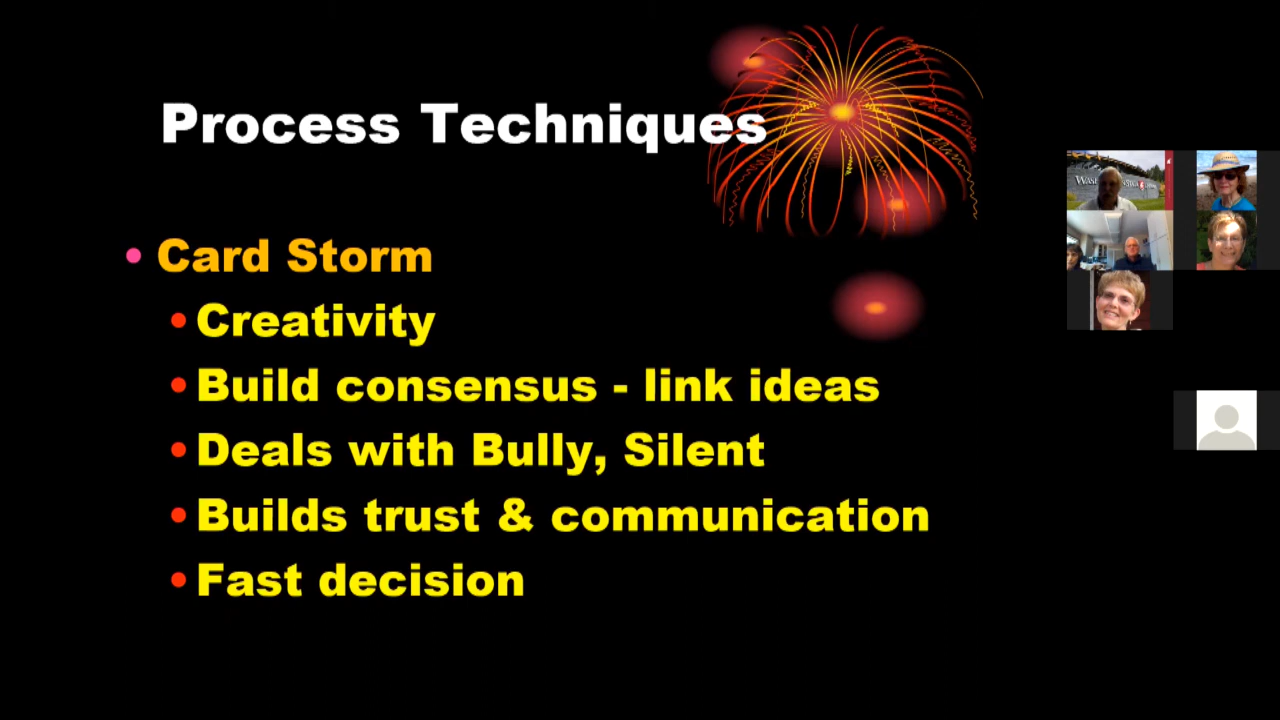 Process Techniques
Card Storm
Creativity
Build consensus - link ideas
Deals with Bully, Silent
Builds trust & communication
Fast decision